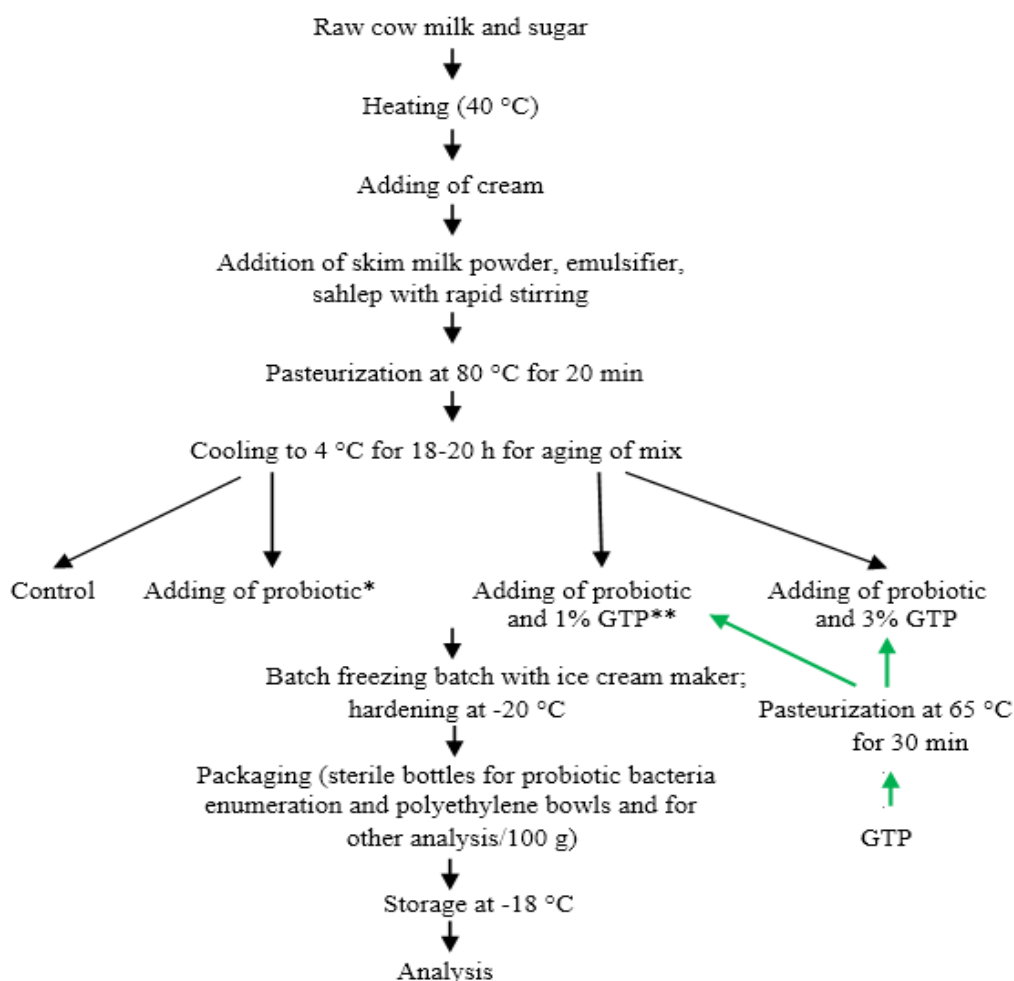 Raw cow milk and sugar
Heating (40 °C)
Adding of cream
Addition of skim milk powder, emulsifier,
sahlep with rapid stirring
Pasteurization at 80 °C for 20 min
Cooling to 4 °C for 18-20 h for aging of mix
Control
Adding of probiotic*
Adding of probiotic
and 1% GTP**
Adding of probiotic
and 3% GTP
Batch freezing batch with ice cream maker;
hardening at -20 °C
Pasteurization at 65 °C
for 30 min
Packaging (sterile bottles for probiotic bacteria
enumeration and polyethylene bowls and for
other analysis/100 g)
GTP
Storage at -18 °C
Analysis